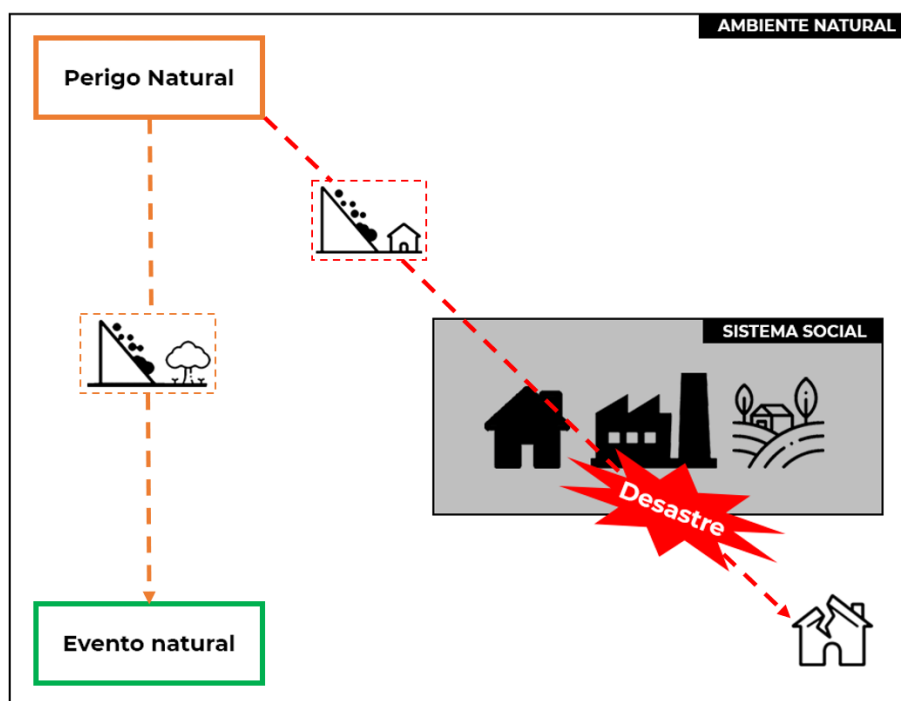 AMBIENTE NATURAL
Perigo Natural
SISTEMA SOCIAL
Desastre
Evento natural